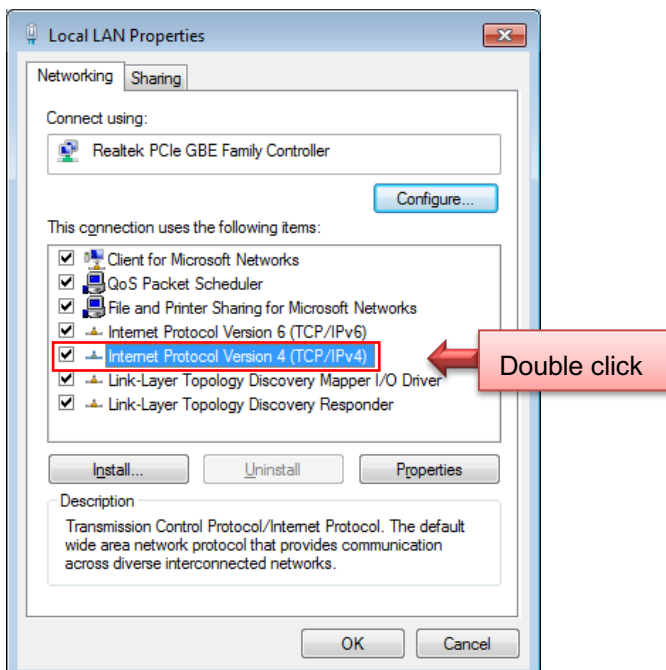 Local LAN Properties
Networking
Sharing
Connect using:
Realtek PCIe GBE Family Controller
Configure...
This connection uses the following items:
Client for Microsoft Networks
QoS Packet Scheduler
File and Printer Sharing for Microsoft Networks
Internet Protocol Version 6 (TCP/IPv6)
Internet Protocol Version 4 (TCP/IPv4)
Double click
Link-Layer Topology Discovery Mapper I/O Driver
Link-Layer Topology Discovery Responder
Install...
Uninstall
Properties
Description
Transmission Control Protocol/Internet Protocol. The default
wide area network protocol that provides communication
across diverse interconnected networks.
OK
Cancel